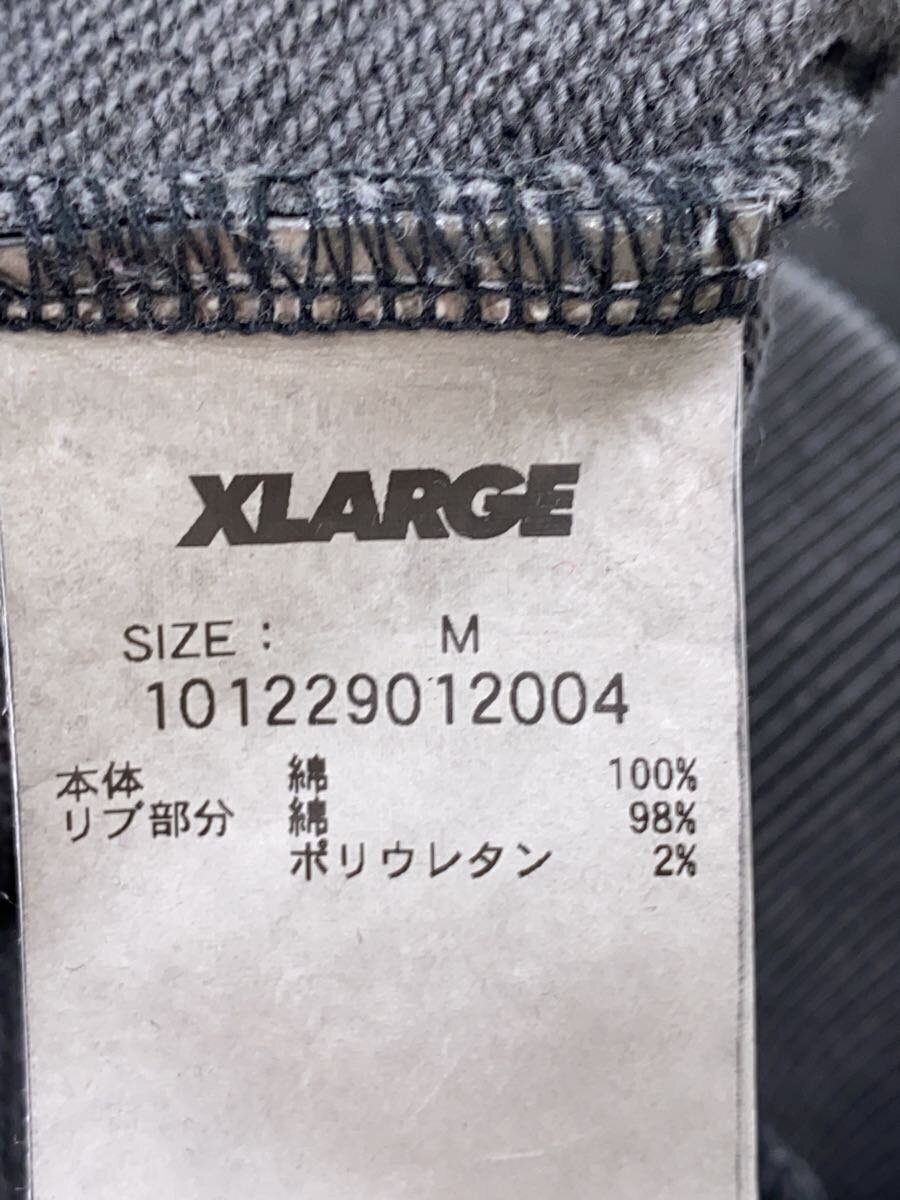 XLARGE
SIZE : M
101229012004
本体 綿 100%
リブ部分 綿 98%
ポリウレタン 2%